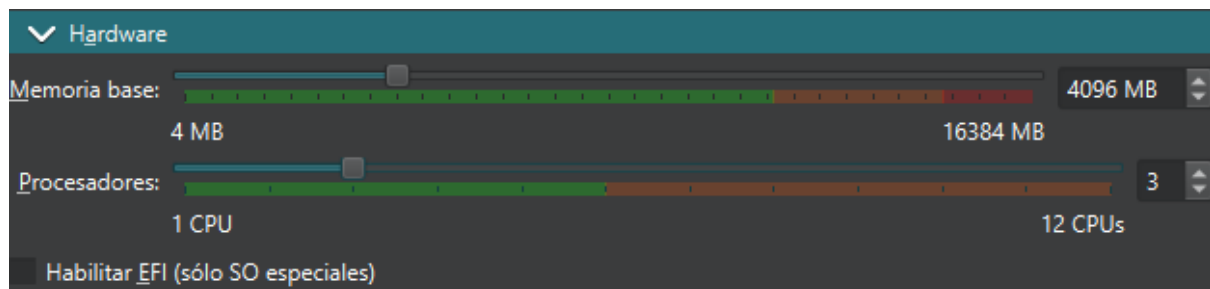 Hardware
Memoria base: 4096 MB
4 MB 16384 MB
Procesadores: 3
1 CPU 12 CPUs
Habilitar EFI (sólo SO especiales)